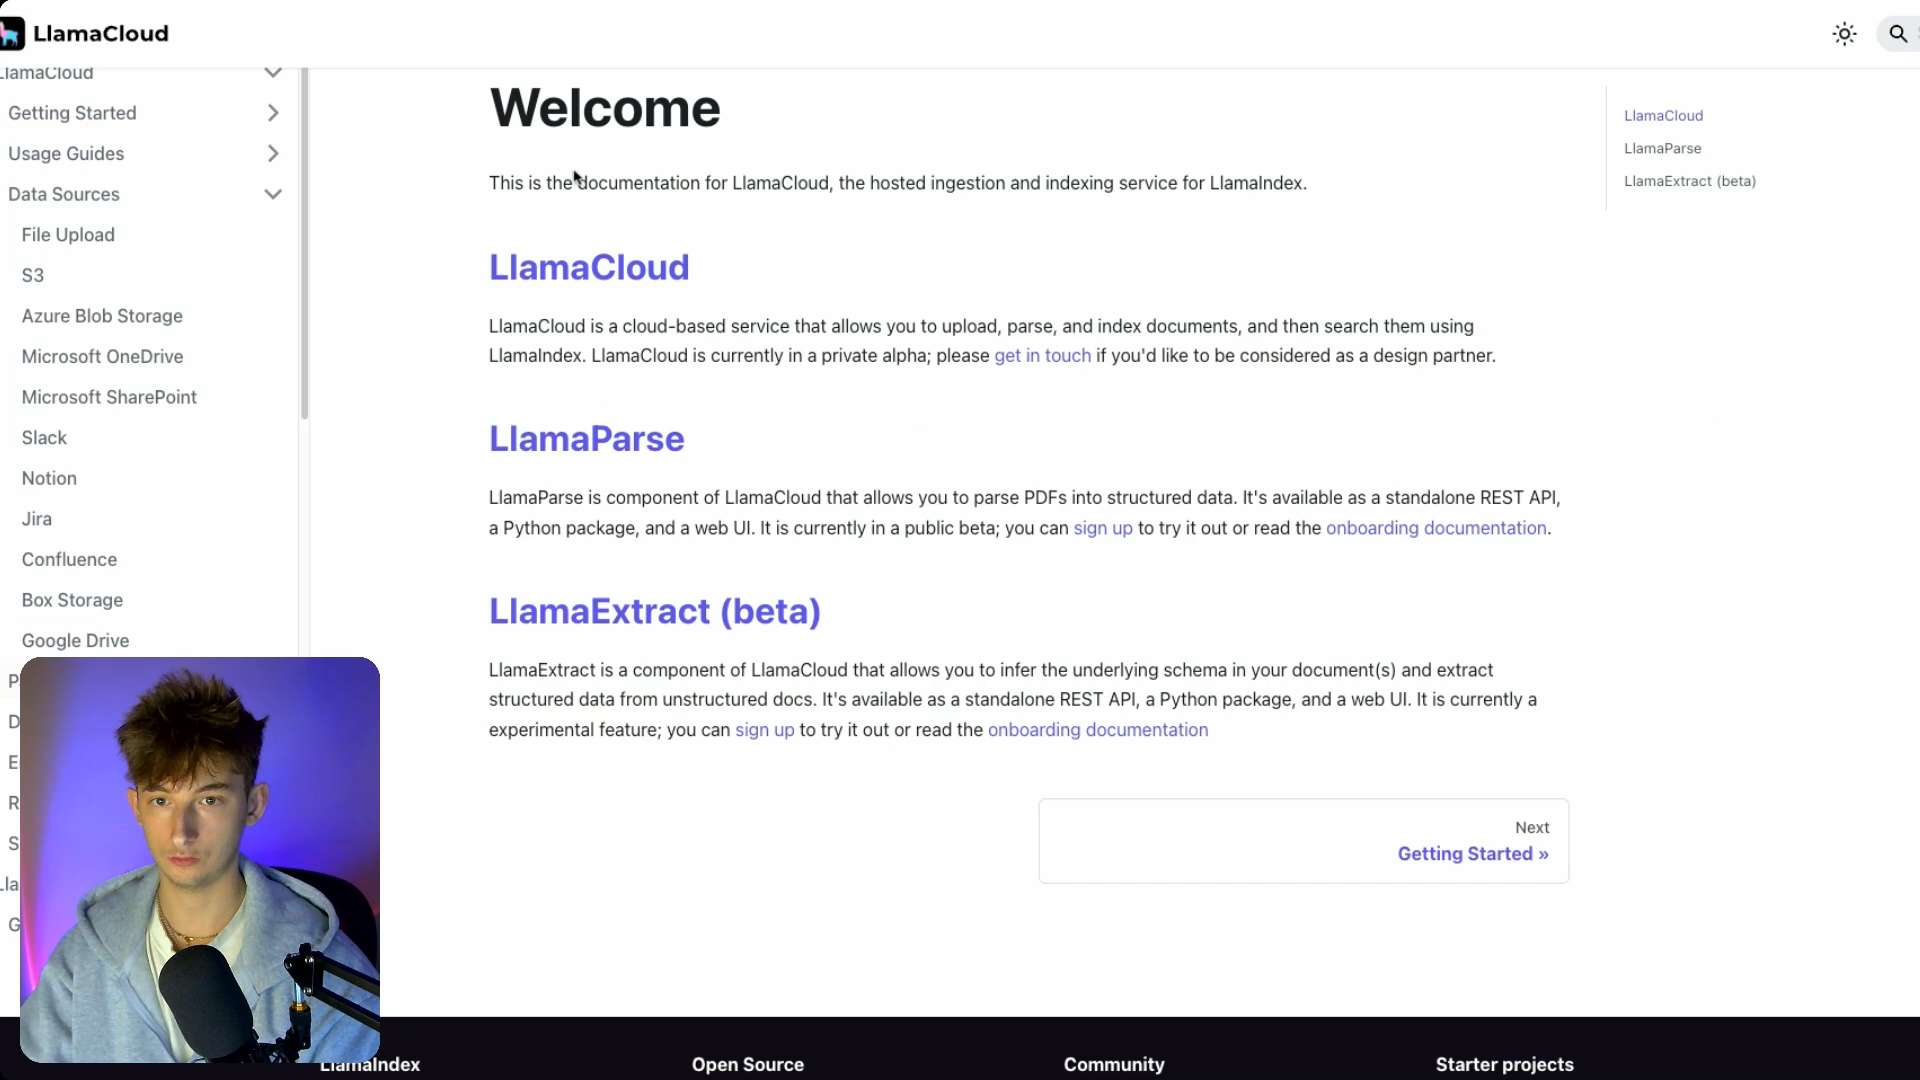 LlamaCloud
LlamaCloud
Getting Started
Usage Guides
Data Sources
File Upload
S3
Azure Blob Storage
Microsoft OneDrive
Microsoft SharePoint
Slack
Notion
Jira
Confluence
Box Storage
Google Drive
P
D
E
R
S
Lla
G
Welcome
This is the documentation for LlamaCloud, the hosted ingestion and indexing service for LlamaIndex.
LlamaCloud
LlamaCloud is a cloud-based service that allows you to upload, parse, and index documents, and then search them using
LlamaIndex. LlamaCloud is currently in a private alpha; please get in touch if you'd like to be considered as a design partner.
LlamaParse
LlamaParse is component of LlamaCloud that allows you to parse PDFs into structured data. It's available as a standalone REST API,
a Python package, and a web UI. It is currently in a public beta; you can sign up to try it out or read the onboarding documentation.
LlamaExtract (beta)
LlamaExtract is a component of LlamaCloud that allows you to infer the underlying schema in your document(s) and extract
structured data from unstructured docs. It's available as a standalone REST API, a Python package, and a web UI. It is currently a
experimental feature; you can sign up to try it out or read the onboarding documentation
Next
Getting Started »
LlamaCloud
LlamaParse
LlamaExtract (beta)
LlamaIndex
Open Source
Community
Starter projects